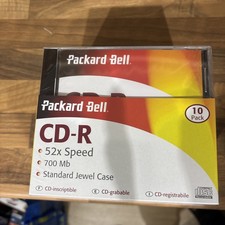 Packard Bell
CD-R
Packard Bell
10
Pack
CD-R
52x Speed
700 Mb
Standard Jewel Case
CD-inscriptible
CD-grabable
CD-registrabile